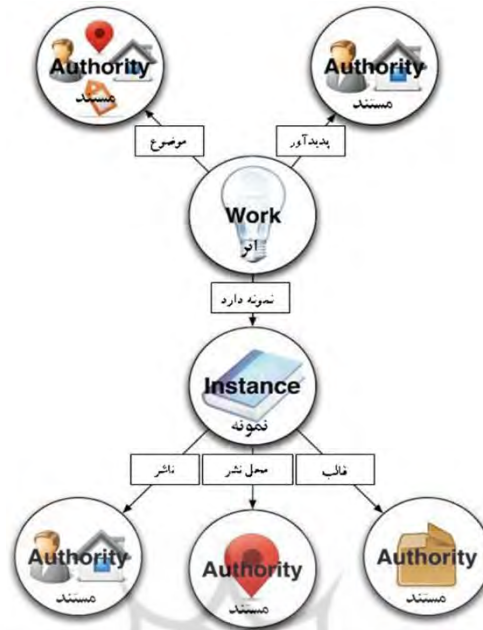 Authority
مستند
Authority
مستند
موضوع
پدیدآور
Work
اثر
نمونه دارد
Instance
نمونه
ناشر
محل نشر
قالب
Authority
مستند
Authority
مستند
Authority
مستند